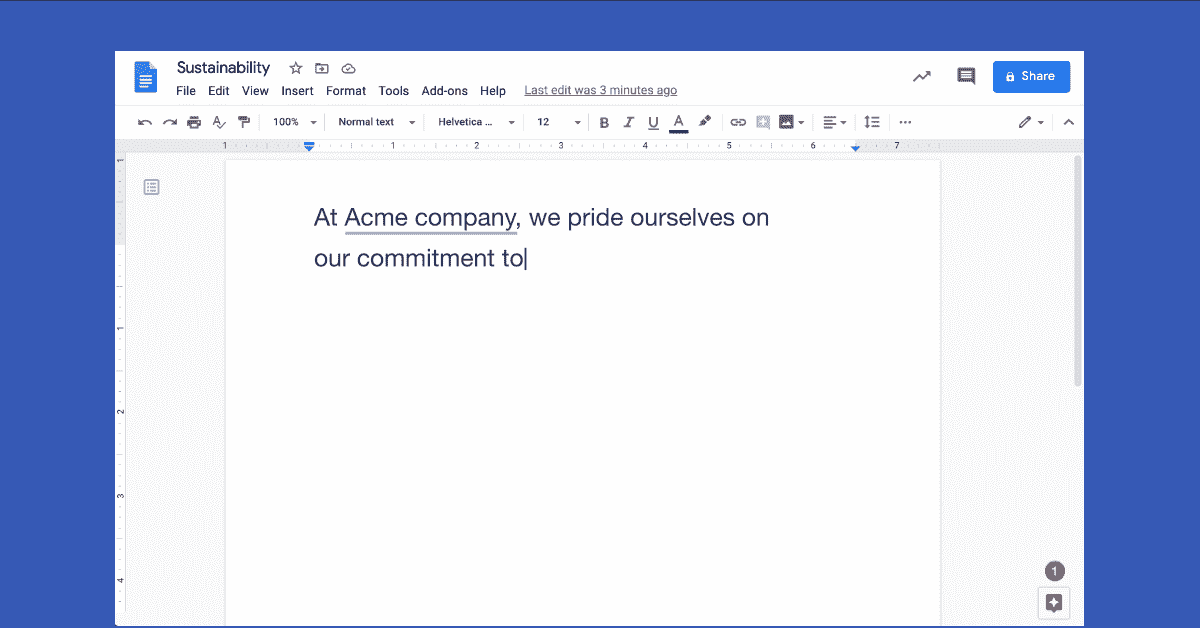 Sustainability
File Edit View Insert Format Tools Add-ons Help Last edit was 3 minutes ago
Share
100% Normal text Helvetica ... 12 B I U A
1 1 2 3 4 5 6 7
At Acme company, we pride ourselves on
our commitment to
1
1
2
3
4
1